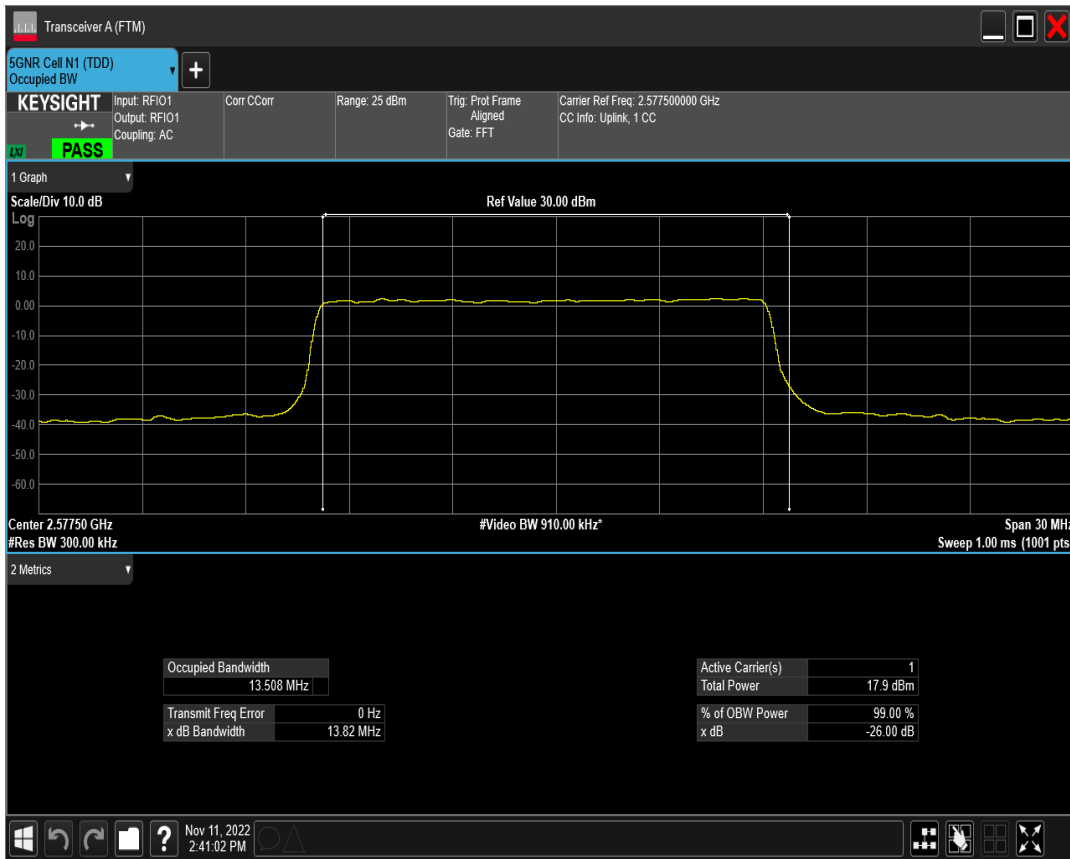 Transceiver A (FTM)
5GNR Cell N1 (TDD)
Occupied BW
+
KEYSIGHT
LXI
PASS
Input: RFIO1
Output: RFIO1
Coupling: AC
Corr CCorr
Range: 25 dBm
Trig: Prot Frame
Aligned
Gate: FFT
Carrier Ref Freq: 2.577500000 GHz
CC Info: Uplink, 1 CC
1 Graph
Scale/Div 10.0 dB
Ref Value 30.00 dBm
Log
20.0
10.0
0.00
-10.0
-20.0
-30.0
-40.0
-50.0
-60.0
Center 2.57750 GHz
#Video BW 910.00 kHz*
Span 30 MHz
#Res BW 300.00 kHz
Sweep 1.00 ms (1001 pts
2 Metrics
Occupied Bandwidth
13.508 MHz
Transmit Freq Error 0 Hz
x dB Bandwidth 13.82 MHz
Active Carrier(s) 1
Total Power 17.9 dBm
% of OBW Power 99.00 %
x dB -26.00 dB
?
Nov 11, 2022
2:41:02 PM